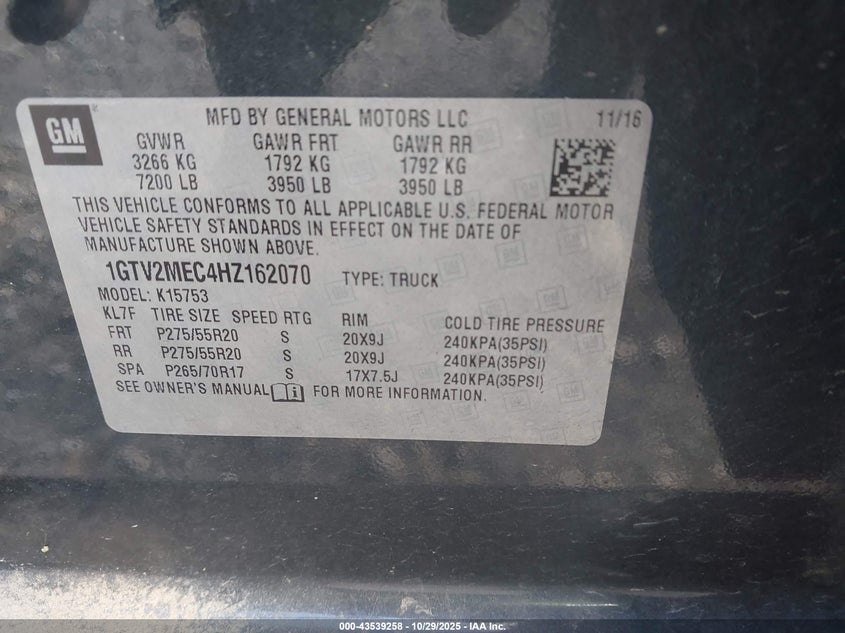 GM
MFD BY GENERAL MOTORS LLC 11/16
GVWR GAWR FRT GAWR RR
3266 KG 1792 KG 1792 KG
7200 LB 3950 LB 3950 LB
THIS VEHICLE CONFORMS TO ALL APPLICABLE U.S. FEDERAL MOTOR
VEHICLE SAFETY STANDARDS IN EFFECT ON THE DATE OF
MANUFACTURE SHOWN ABOVE.
1GTV2MEC4HZ162070 TYPE: TRUCK
MODEL: K15753
KL7F TIRE SIZE SPEED RTG RIM COLD TIRE PRESSURE
FRT P275/55R20 S 20X9J 240KPA(35PSI)
RR P275/55R20 S 20X9J 240KPA(35PSI)
SPA P265/70R17 S 17X7.5J 240KPA(35PSI)
SEE OWNER'S MANUAL FOR MORE INFORMATION.
000-43539258 - 10/29/2025 - IAA Inc.